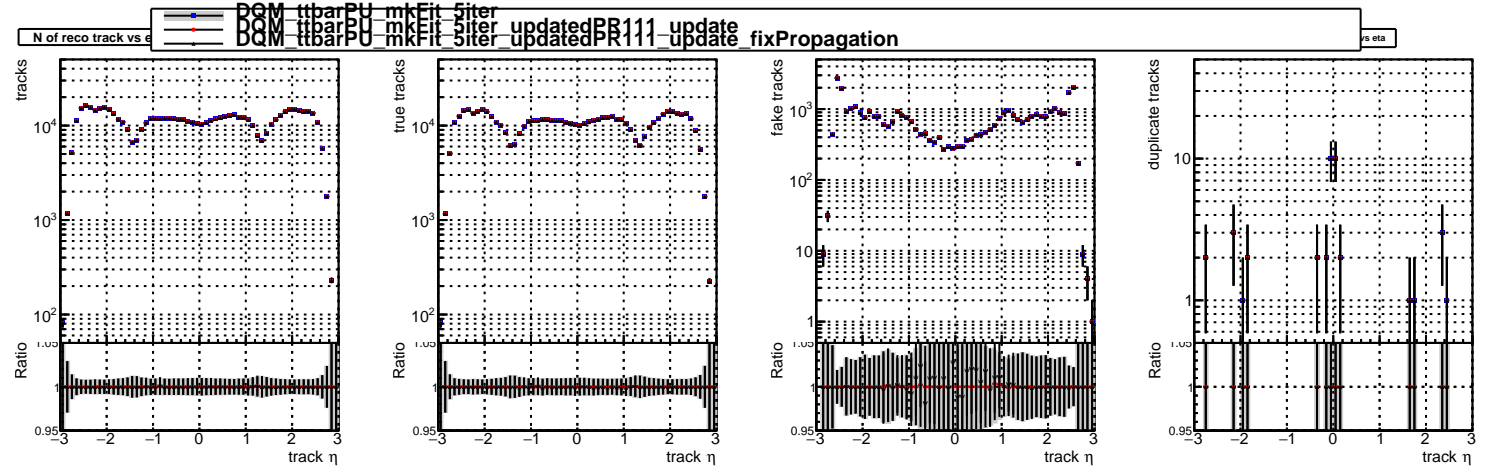 DQM_ttbarPU_mkFit_5iter
DQM_ttbarPU_mkFit_5iter_updatedPR111_update
DQM_ttbarPU_mkFit_5iter_updatedPR111_update_fixPropagation
N of reco track vs e
vs eta
tracks
10⁴
10³
10²
Ratio
1.05
1
0.95
−3 −2 −1 0 1 2 3
track η
true tracks
10⁴
10³
10²
Ratio
1.05
1
0.95
−3 −2 −1 0 1 2 3
track η
fake tracks
10³
10²
10
1
Ratio
1.05
1
0.95
−3 −2 −1 0 1 2 3
track η
duplicate tracks
10
1
Ratio
1.05
1
0.95
−3 −2 −1 0 1 2 3
track η